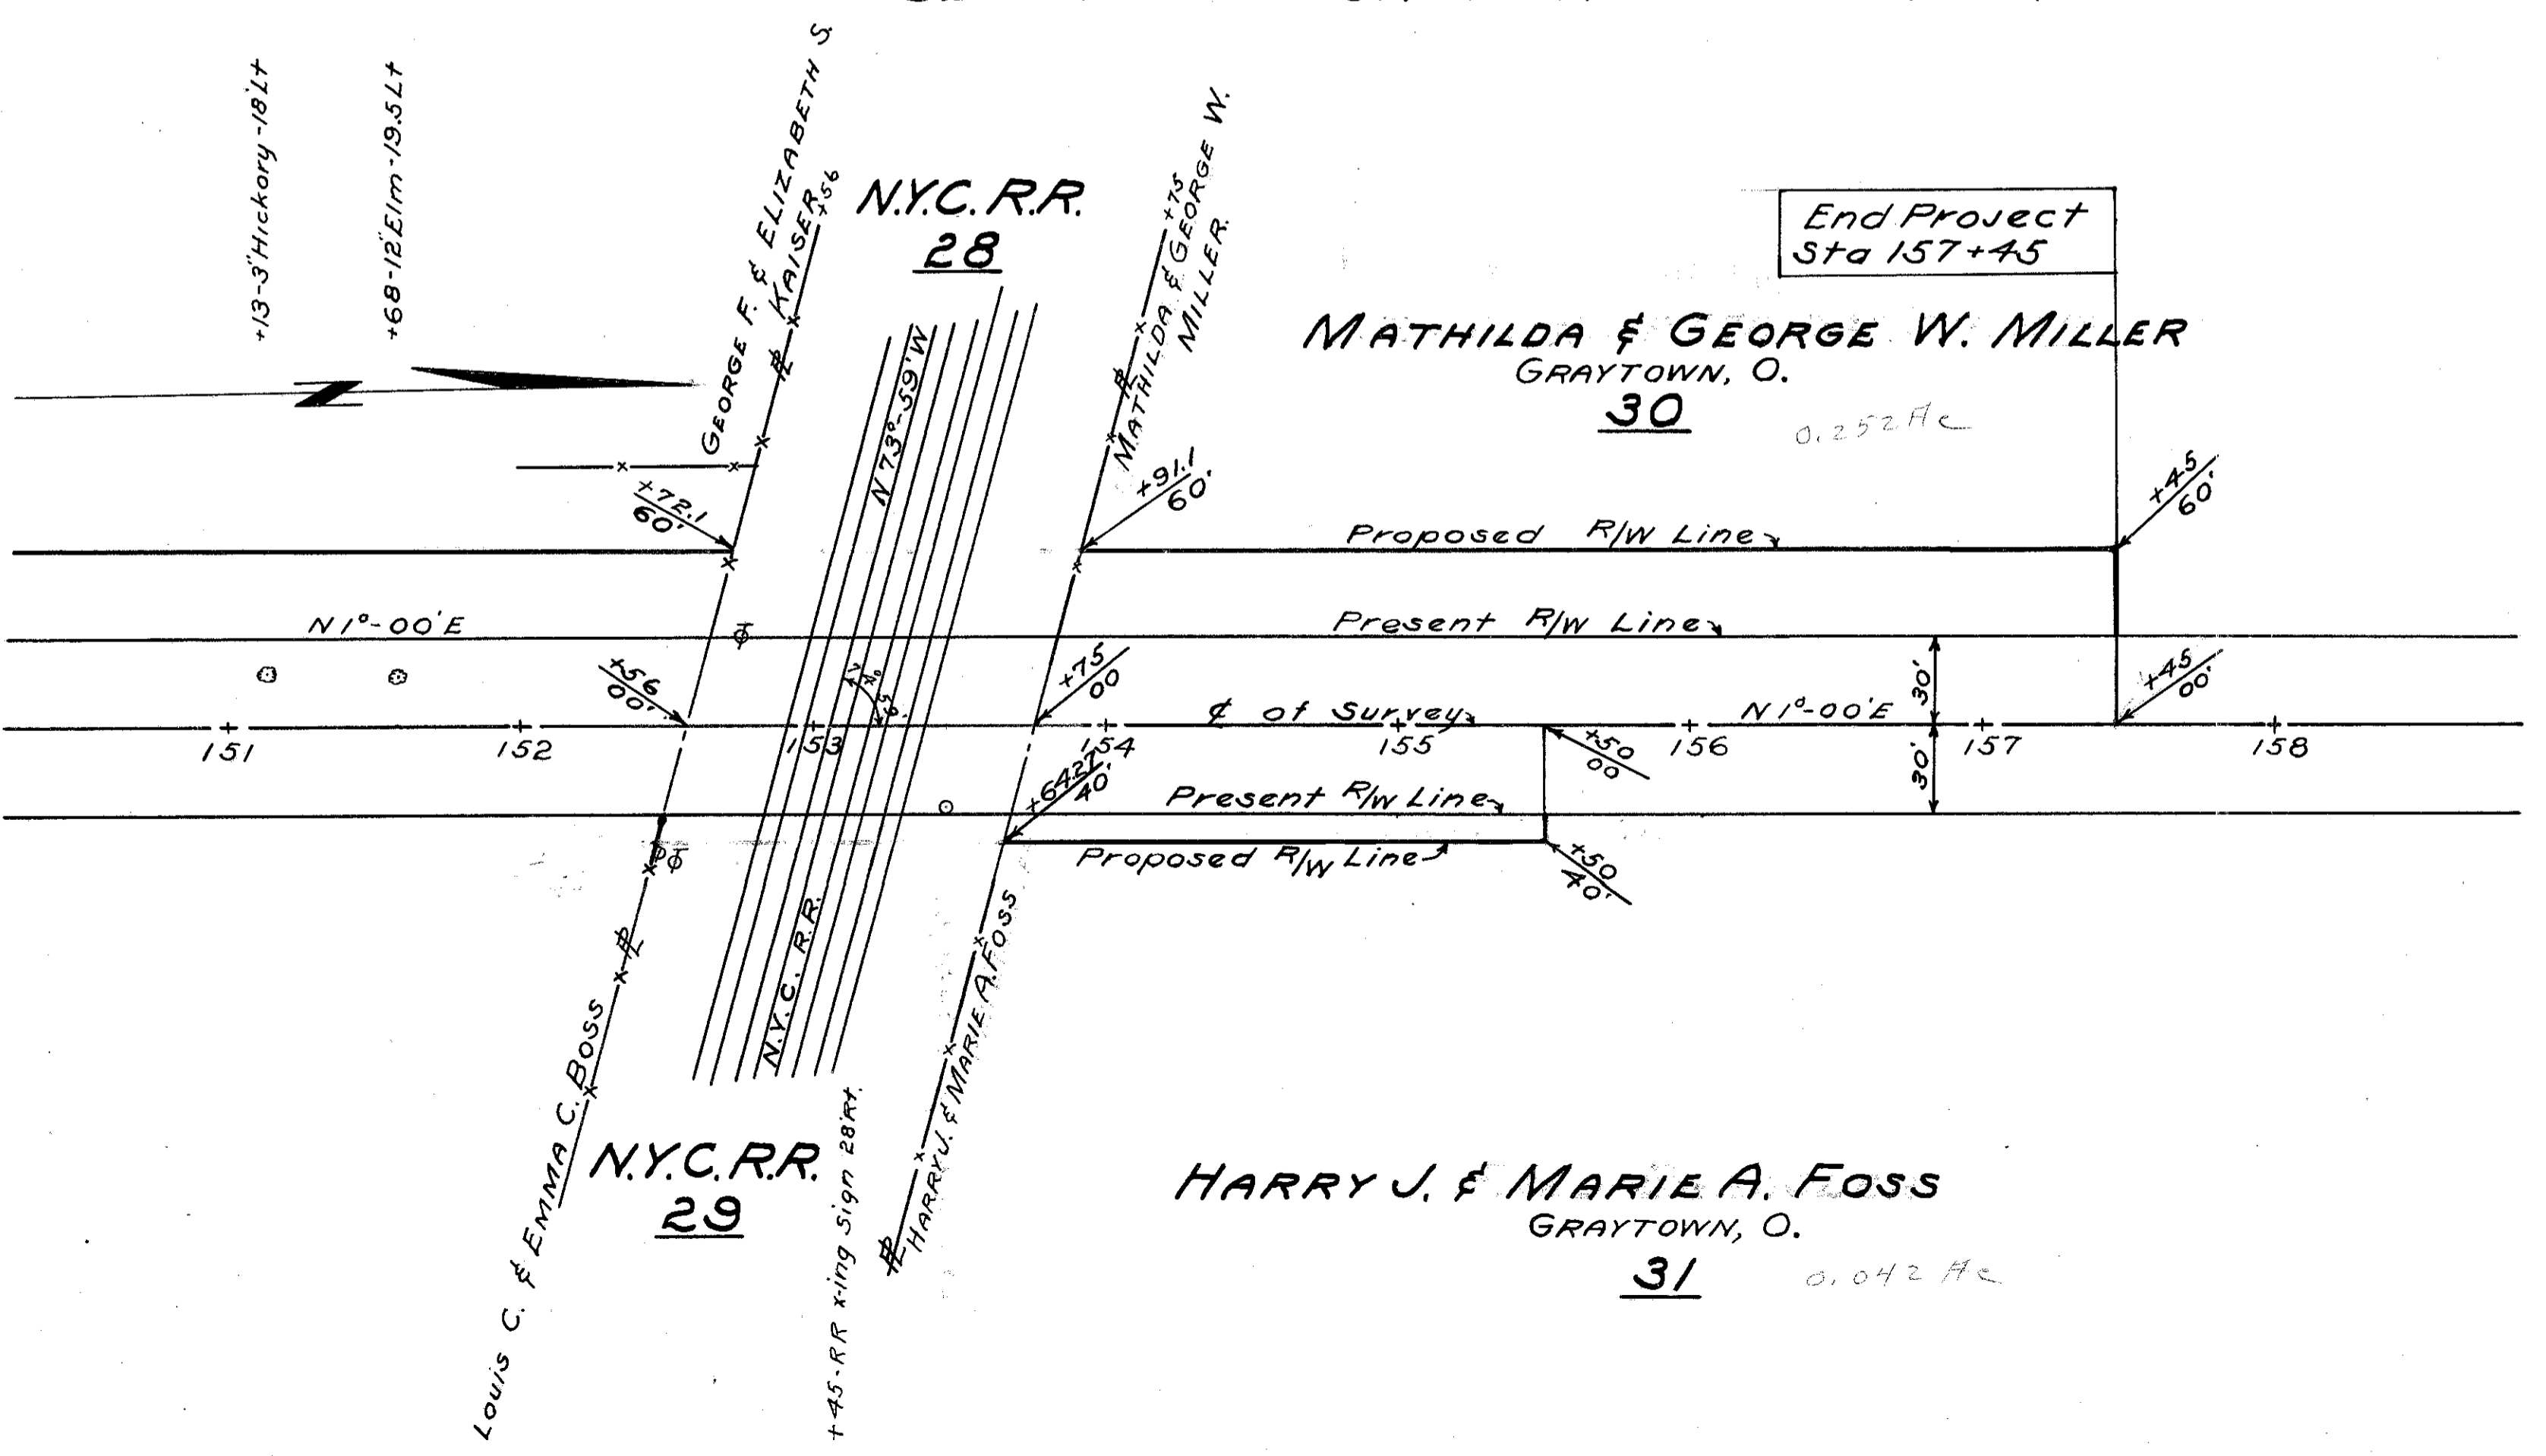 +13-3"Hickory-18'Lt
+68-12"Elm-19.5Lt
GEORGE F. & ELIZABETH S.
KAISER
+56
N.Y.C. R.R.
28
+75
MATHILDA & GEORGE W.
MILLER.
End Project
Sta 157+45
MATHILDA & GEORGE W. MILLER
GRAYTOWN, O.
30
0.252 Ac
N 73°-59' W
+72.1
60'
+91.1
60'
+45
60'
Proposed R/W Line
N 1°-00' E
Present R/W Line
+56
00'
74°
59'
+75
00
+45
00'
30'
¢ of Survey
N 1°-00' E
151
152
153
154
155
156
157
158
+64.27
40'
+50
00
30'
Present R/W Line
Proposed R/W Line
+50
40'
N.Y.C. R.R.
LOUIS C. & EMMA C. BOSS
HARRY J. & MARIE A. FOSS
N.Y.C.R.R.
29
+45-RR x-ing Sign 28'Rt.
HARRY J. & MARIE A. FOSS
GRAYTOWN, O.
31
0.042 Ac